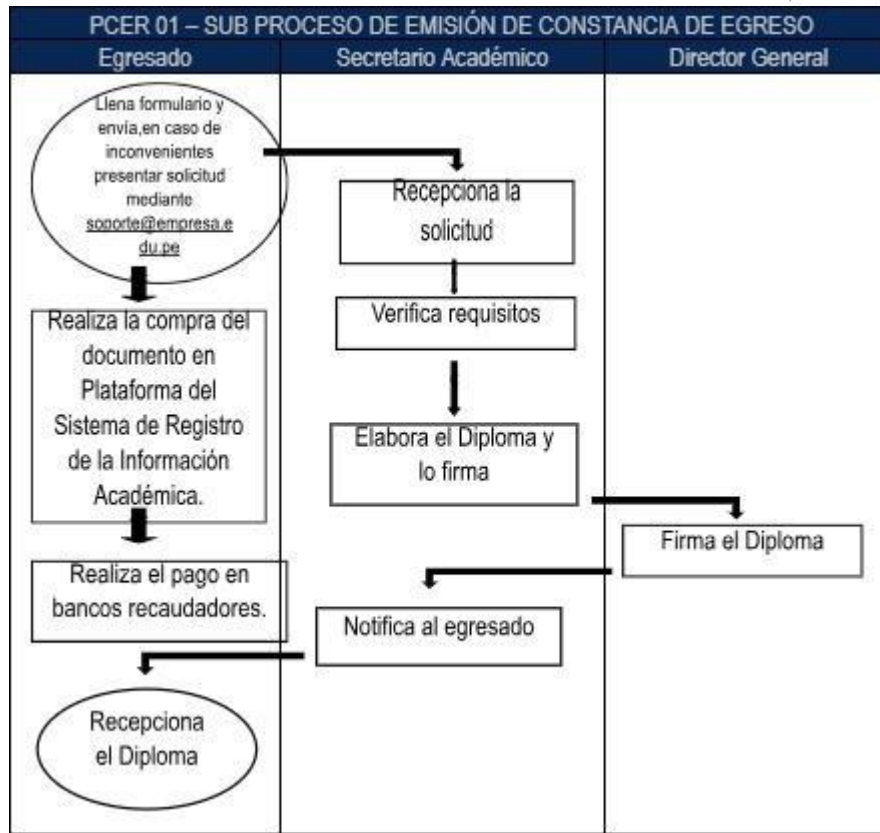 PCER 01 – SUB PROCESO DE EMISIÓN DE CONSTANCIA DE EGRESO
Egresado
Secretario Académico
Director General
Llena formulario y
envía,en caso de
inconvenientes
presentar solicitud
mediante
soporte@empresa.e
du.pe
Realiza la compra del
documento en
Plataforma del
Sistema de Registro
de la Información
Académica.
Realiza el pago en
bancos recaudadores.
Recepciona la
solicitud
Verifica requisitos
Elabora el Diploma y
lo firma
Firma el Diploma
Notifica al egresado
Recepciona
el Diploma